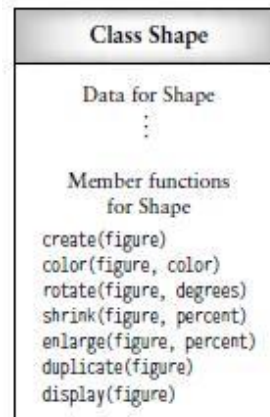 Class Shape
Data for Shape
⋮
Member functions
for Shape
create(figure)
color(figure, color)
rotate(figure, degrees)
shrink(figure, percent)
enlarge(figure, percent)
duplicate(figure)
display(figure)